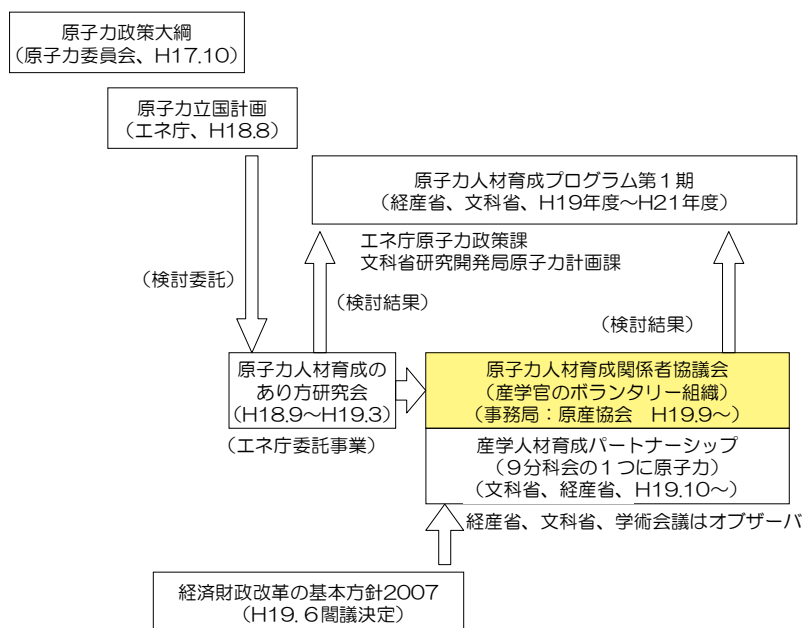 原子力政策大綱
（原子力委員会、H17.10）
原子力立国計画
（エネ庁、H18.8）
原子力人材育成プログラム第１期
（経産省、文科省、H19年度～H21年度）
エネ庁原子力政策課
文科省研究開発局原子力計画課
（検討委託）
（検討結果）
（検討結果）
原子力人材育成の
あり方研究会
（H18.9～H19.3）
（エネ庁委託事業）
原子力人材育成関係者協議会
（産学官のボランタリー組織）
（事務局：原産協会　H19.9～）
産学人材育成パートナーシップ
（９分科会の１つに原子力）
（文科省、経産省、H19.10～）
経産省、文科省、学術会議はオブザーバ
経済財政改革の基本方針2007
（H19.６閣議決定）